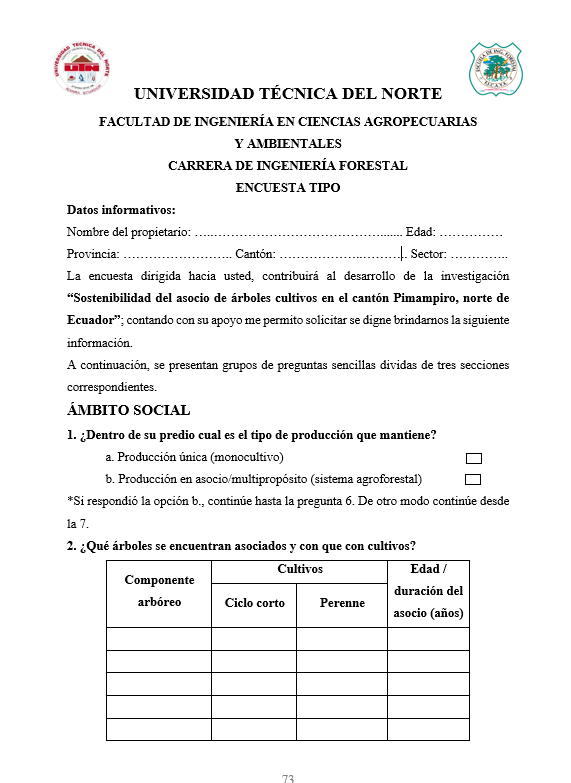 UNIVERSIDAD TÉCNICA DEL NORTE
UNIVERSIDAD TÉCNICA DEL NORTE
FACULTAD DE INGENIERÍA EN CIENCIAS AGROPECUARIAS
Y AMBIENTALES
CARRERA DE INGENIERÍA FORESTAL
ENCUESTA TIPO
Datos informativos:
Nombre del propietario: …..……………………………………....... Edad: ……………
Provincia: …………………….. Cantón: ………………..……….. Sector: …………..
La encuesta dirigida hacia usted, contribuirá al desarrollo de la investigación
“Sostenibilidad del asocio de árboles cultivos en el cantón Pimampiro, norte de
Ecuador”; contando con su apoyo me permito solicitar se digne brindarnos la siguiente
información.
A continuación, se presentan grupos de preguntas sencillas dividas de tres secciones
correspondientes.
ÁMBITO SOCIAL
1. ¿Dentro de su predio cual es el tipo de producción que mantiene?
a. Producción única (monocultivo)
b. Producción en asocio/multipropósito (sistema agroforestal)
*Si respondió la opción b., continúe hasta la pregunta 6. De otro modo continúe desde
la 7.
2. ¿Qué árboles se encuentran asociados y con que con cultivos?
Componente
arbóreo
Cultivos
Ciclo corto
Perenne
Edad /
duración del
asocio (años)
73